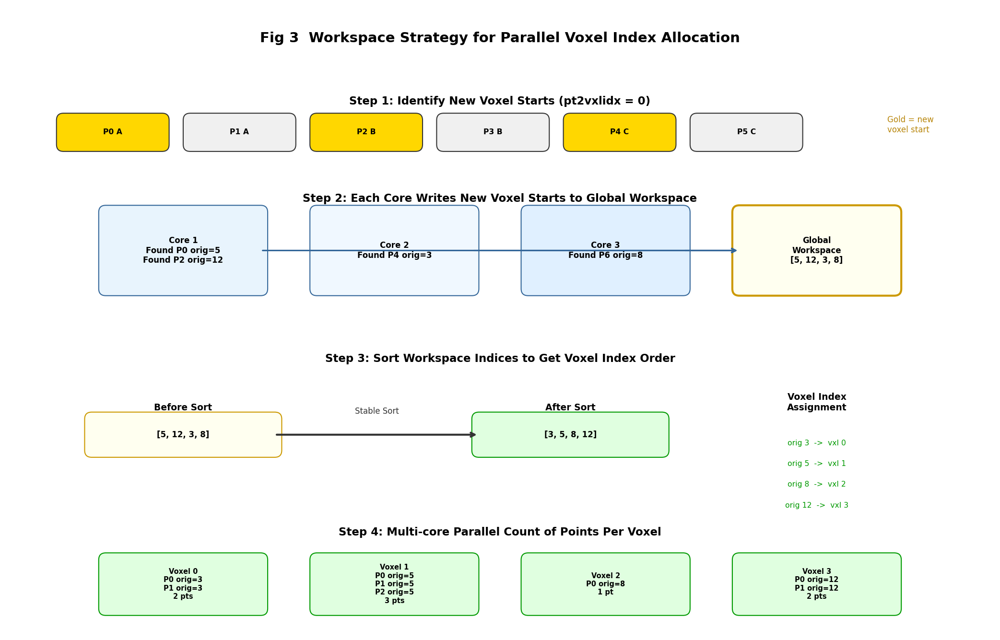 Fig 3  Workspace Strategy for Parallel Voxel Index Allocation
Step 1: Identify New Voxel Starts (pt2vxlidx = 0)
P0 A
P1 A
P2 B
P3 B
P4 C
P5 C
Gold = new
voxel start
Step 2: Each Core Writes New Voxel Starts to Global Workspace
Core 1
Found P0 orig=5
Found P2 orig=12
Core 2
Found P4 orig=3
Core 3
Found P6 orig=8
Global
Workspace
[5, 12, 3, 8]
Step 3: Sort Workspace Indices to Get Voxel Index Order
Before Sort
[5, 12, 3, 8]
Stable Sort
After Sort
[3, 5, 8, 12]
Voxel Index
Assignment
orig 3  ->  vxl 0
orig 5  ->  vxl 1
orig 8  ->  vxl 2
orig 12  ->  vxl 3
Step 4: Multi-core Parallel Count of Points Per Voxel
Voxel 0
P0 orig=3
P1 orig=3
2 pts
Voxel 1
P0 orig=5
P1 orig=5
P2 orig=5
3 pts
Voxel 2
P0 orig=8
1 pt
Voxel 3
P0 orig=12
P1 orig=12
2 pts